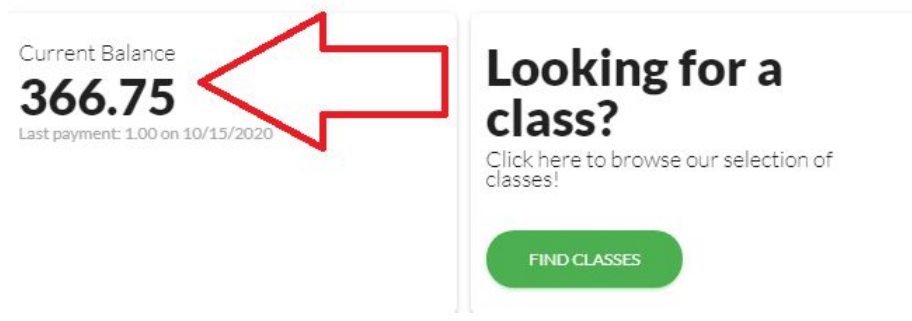 Current Balance
366.75
Last payment: 1.00 on 10/15/2020
Looking for a
class?
Click here to browse our selection of
classes!
FIND CLASSES